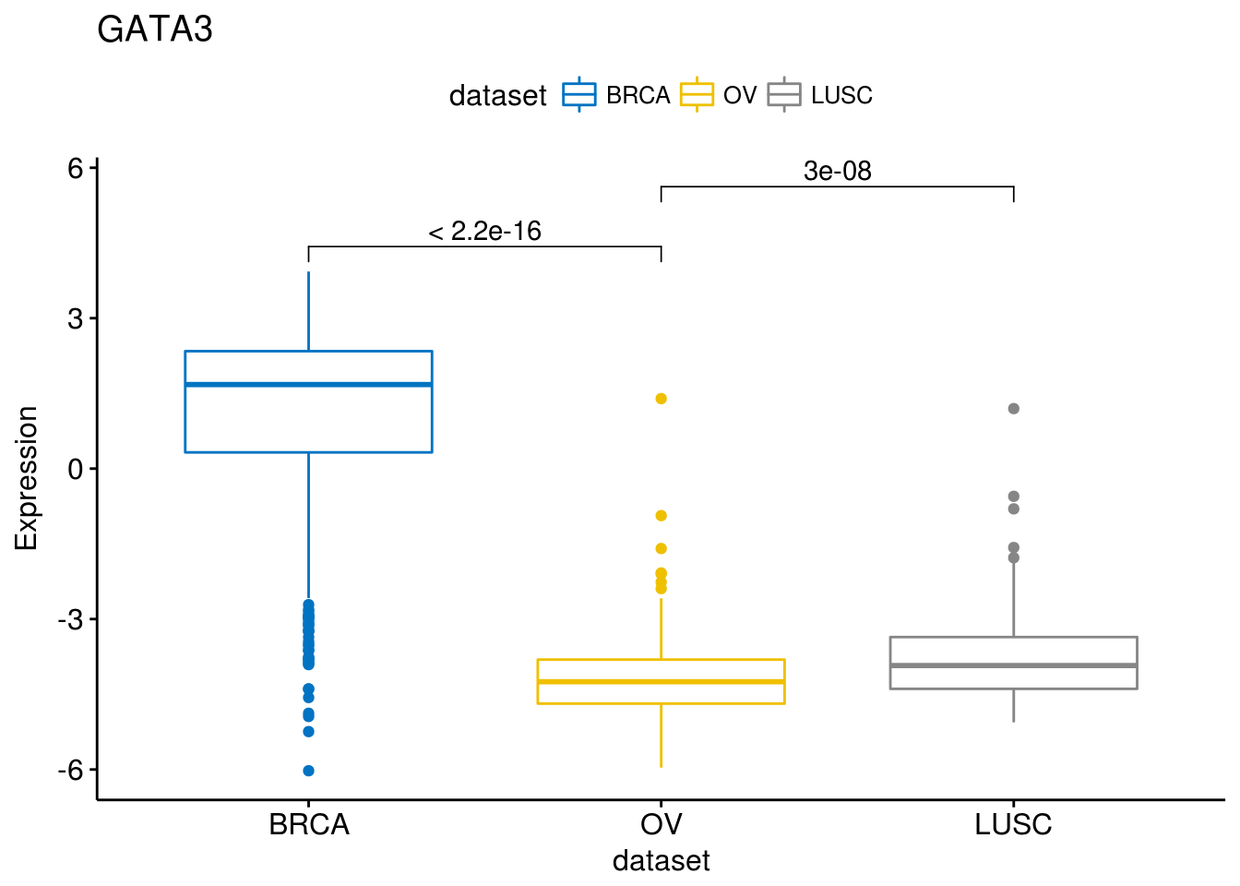 GATA3
dataset BRCA OV LUSC
6
3e-08
< 2.2e-16
3
Expression
0
-3
-6
BRCA OV LUSC
dataset